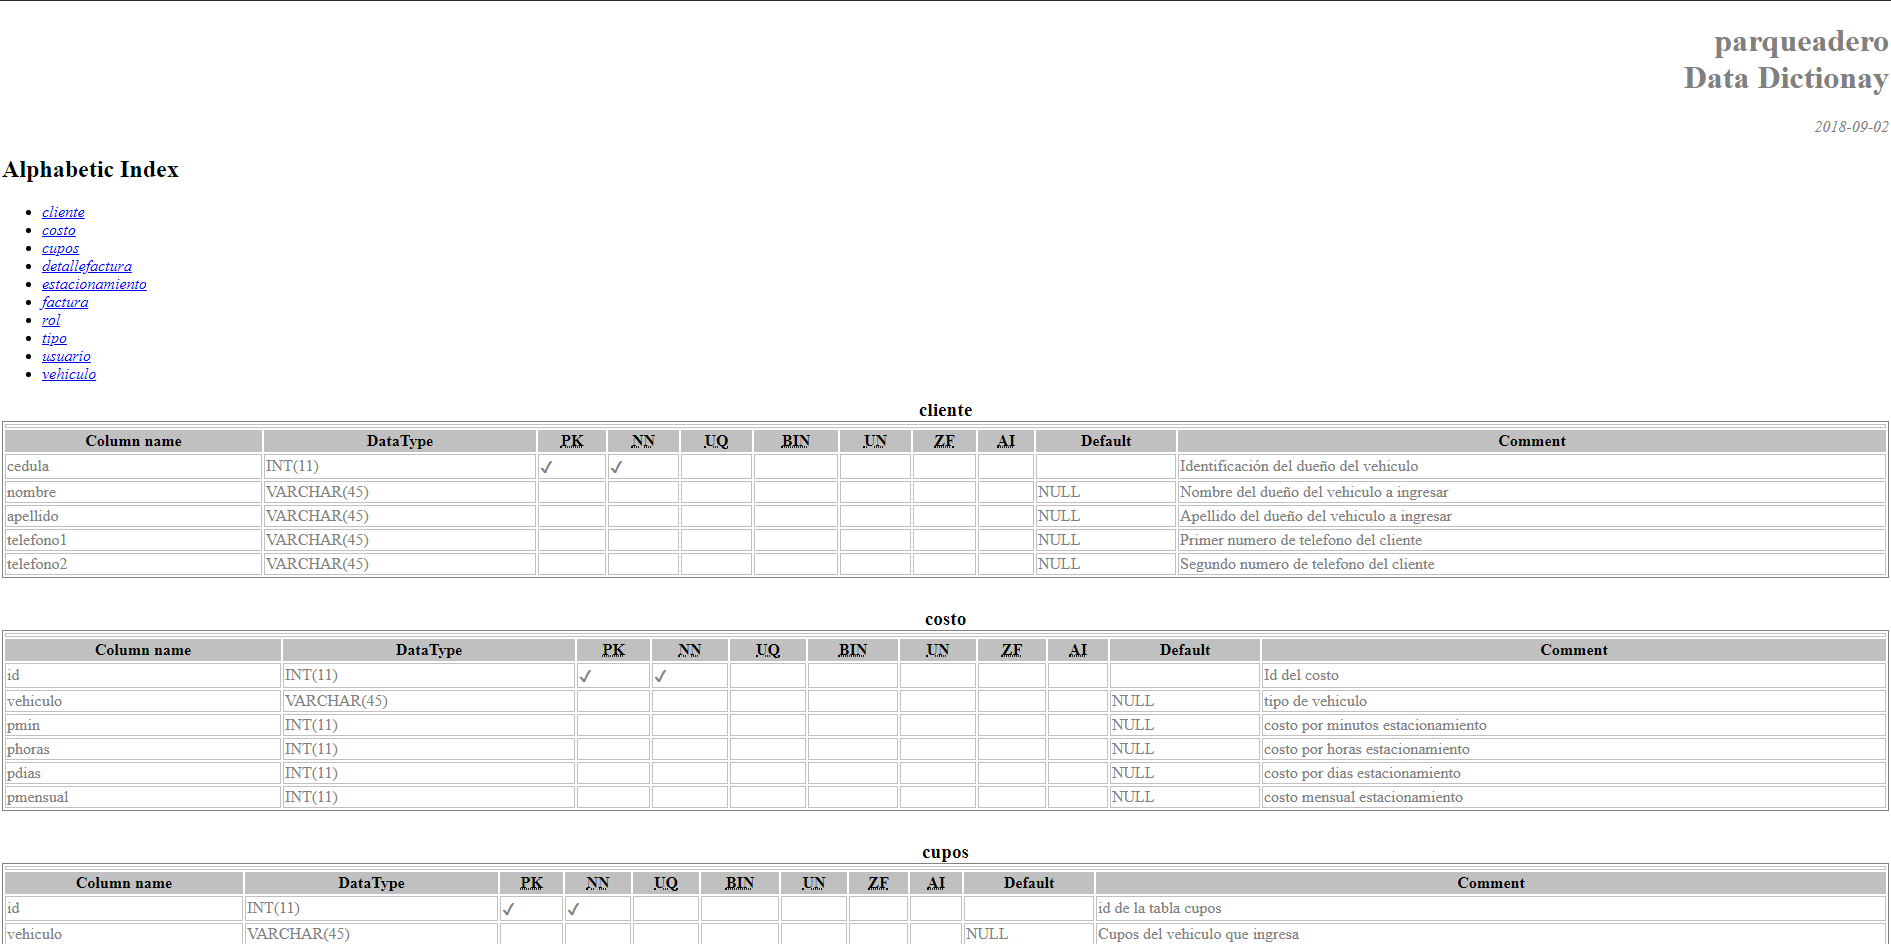 parqueadero
Data Dictionay
2018-09-02
Alphabetic Index
cliente
costo
cupos
detallefactura
estacionamiento
factura
rol
tipo
usuario
vehiculo
cliente
Column name DataType PK NN UQ BIN UN ZF AI Default Comment
cedula INT(11) ✓ ✓ Identificación del dueño del vehiculo
nombre VARCHAR(45) NULL Nombre del dueño del vehiculo a ingresar
apellido VARCHAR(45) NULL Apellido del dueño del vehiculo a ingresar
telefono1 VARCHAR(45) NULL Primer numero de telefono del cliente
telefono2 VARCHAR(45) NULL Segundo numero de telefono del cliente
costo
Column name DataType PK NN UQ BIN UN ZF AI Default Comment
id INT(11) ✓ ✓ Id del costo
vehiculo VARCHAR(45) NULL tipo de vehiculo
pmin INT(11) NULL costo por minutos estacionamiento
phoras INT(11) NULL costo por horas estacionamiento
pdias INT(11) NULL costo por dias estacionamiento
pmensual INT(11) NULL costo mensual estacionamiento
cupos
Column name DataType PK NN UQ BIN UN ZF AI Default Comment
id INT(11) ✓ ✓ id de la tabla cupos
vehiculo VARCHAR(45) NULL Cupos del vehiculo que ingresa